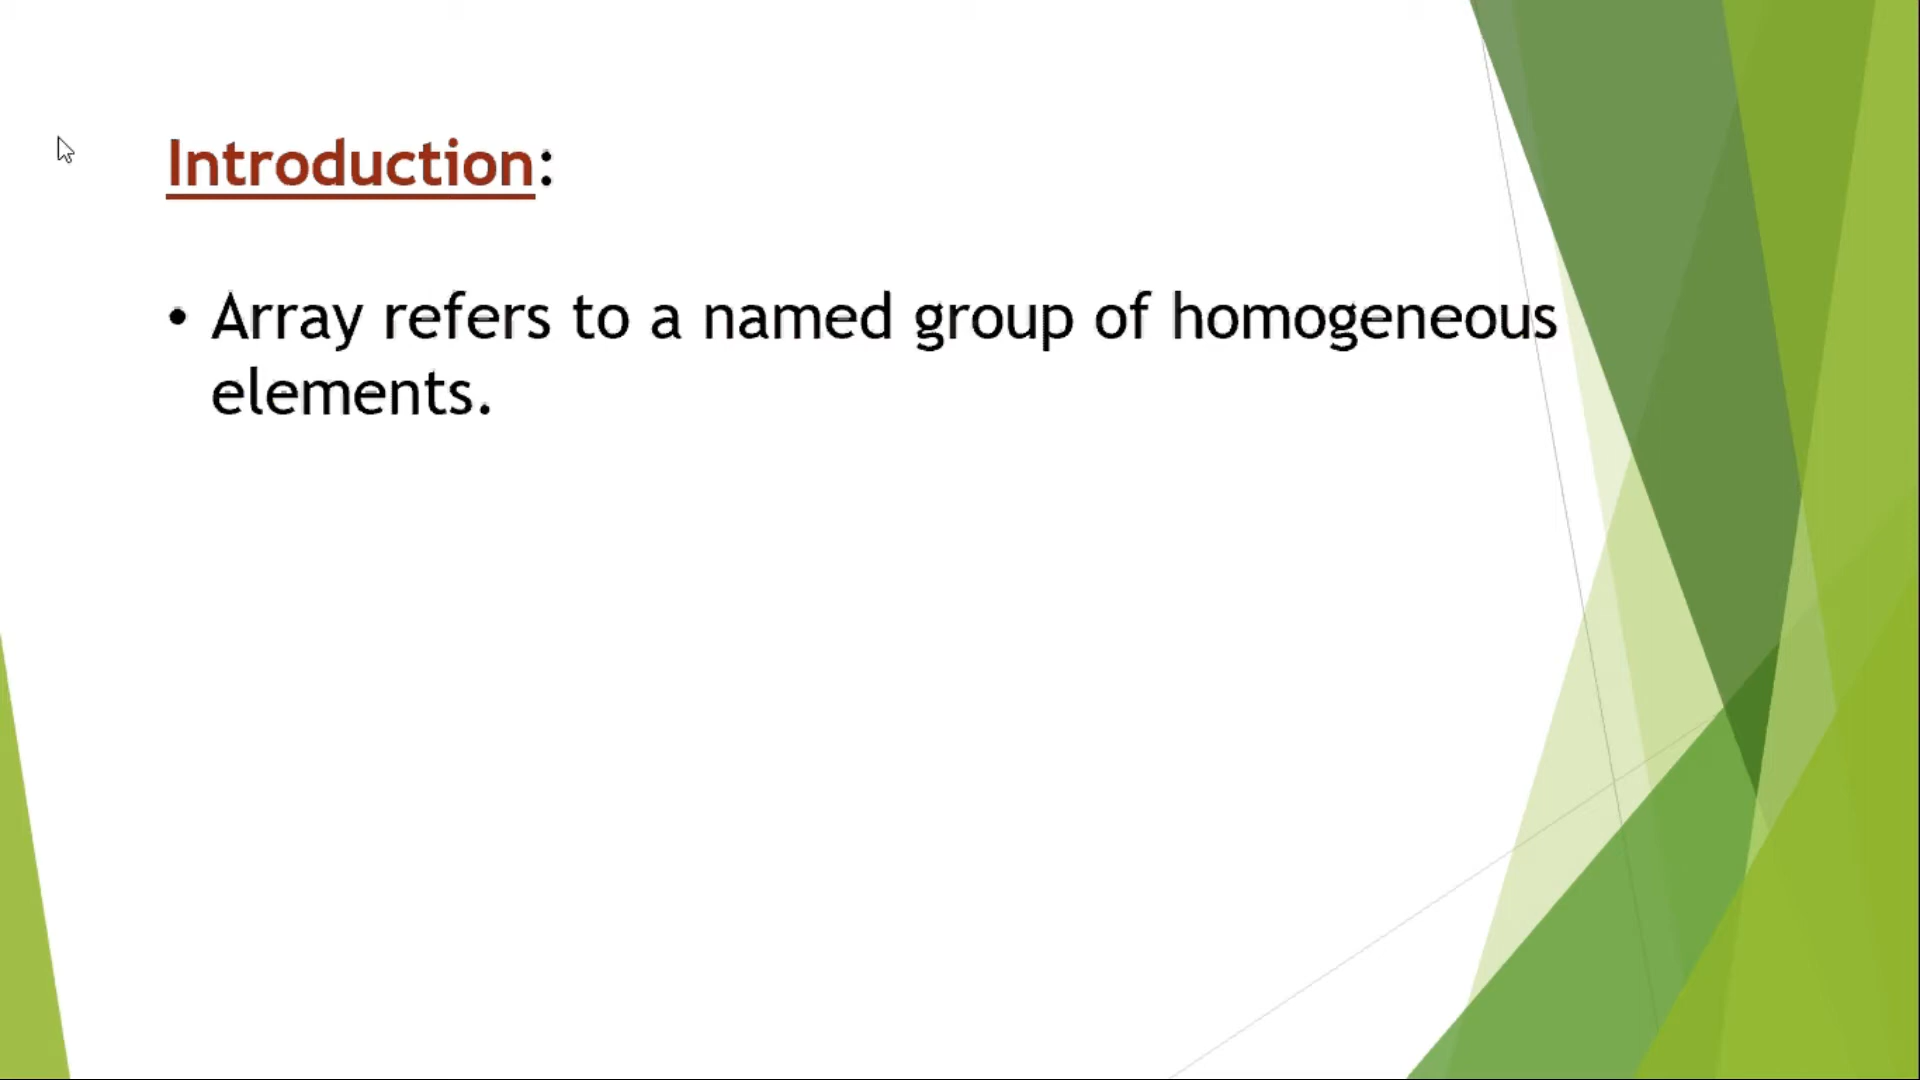 Introduction:
• Array refers to a named group of homogeneous
elements.